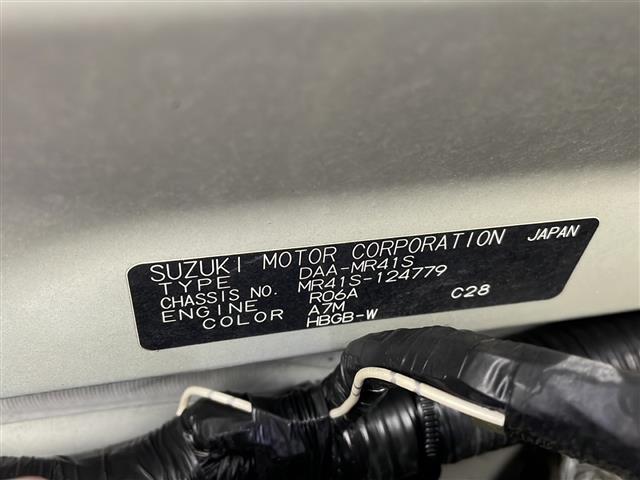 SUZUKI MOTOR CORPORATION JAPAN
TYPE DAA-MR41S
CHASSIS NO. MR41S-124779
ENGINE R06A C28
COLOR A7M
HBGB-W